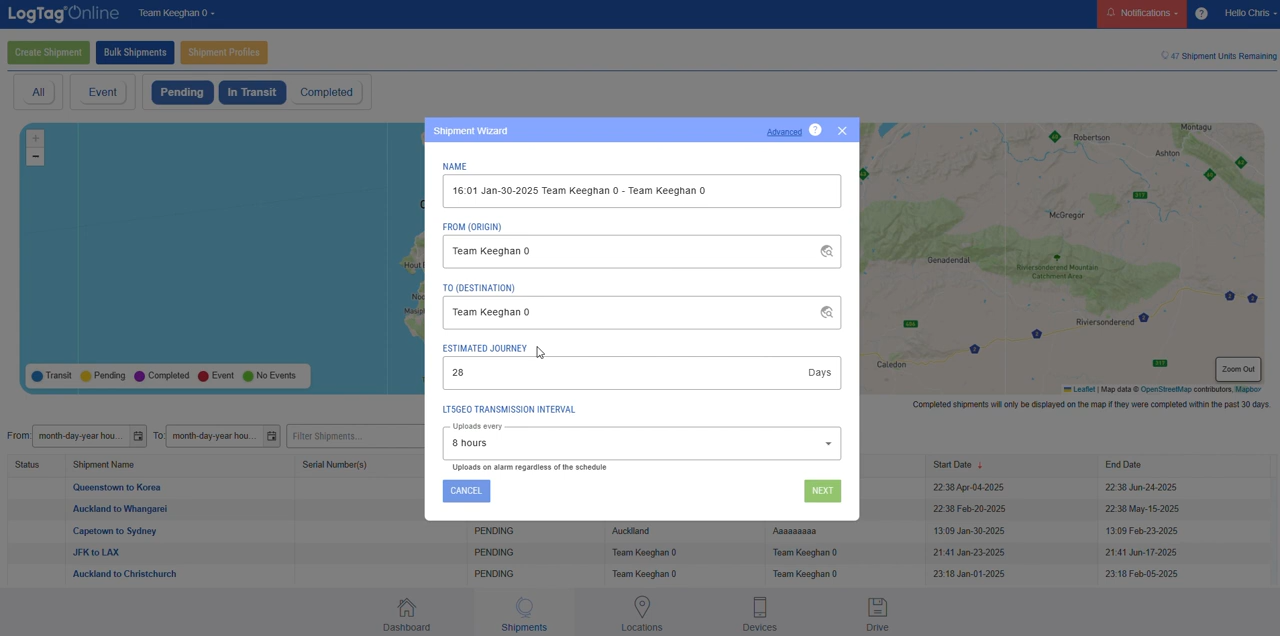 LogTag Online Team Keeghan 0 Notifications ? Hello Chris
Create Shipment Bulk Shipments Shipment Profiles 47 Shipment Units Remaining
All Event Pending In Transit Completed
Shipment Wizard Advanced ?
NAME
16:01 Jan-30-2025 Team Keeghan 0 - Team Keeghan 0
FROM (ORIGIN)
Team Keeghan 0
TO (DESTINATION)
Team Keeghan 0
ESTIMATED JOURNEY
28 Days
LT5GEO TRANSMISSION INTERVAL
Uploads every
8 hours
Uploads on alarm regardless of the schedule
CANCEL NEXT
+
−
Montagu
Robertson
Ashton
McGregor
Genadendal
Riviersonderend Mountain
Catchment Area
Riviersonderend
Caledon
Transit Pending Completed Event No Events
Zoom Out
Leaflet | Map data © OpenStreetMap contributors, Mapbox
Completed shipments will only be displayed on the map if they were completed within the past 30 days.
From: month-day-year hou... To: month-day-year hou... Filter Shipments...
Status Shipment Name Serial Number(s) Start Date ↓ End Date
Queenstown to Korea 22:38 Apr-04-2025 22:38 Jun-24-2025
Auckland to Whangarei 22:38 Feb-20-2025 22:38 May-15-2025
Capetown to Sydney PENDING Auckland Aaaaaaaaa 13:09 Jan-30-2025 13:09 Feb-23-2025
JFK to LAX PENDING Team Keeghan 0 Team Keeghan 0 21:41 Jan-23-2025 21:41 Jun-17-2025
Auckland to Christchurch PENDING Team Keeghan 0 Team Keeghan 0 23:18 Jan-01-2025 23:18 Feb-05-2025
Dashboard Shipments Locations Devices Drive